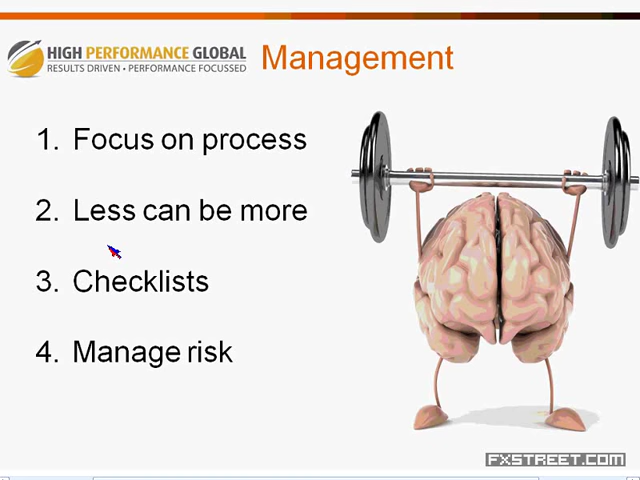 HIGH PERFORMANCE GLOBAL
RESULTS DRIVEN • PERFORMANCE FOCUSSED
Management
1. Focus on process
2. Less can be more
3. Checklists
4. Manage risk
FXSTREET.COM